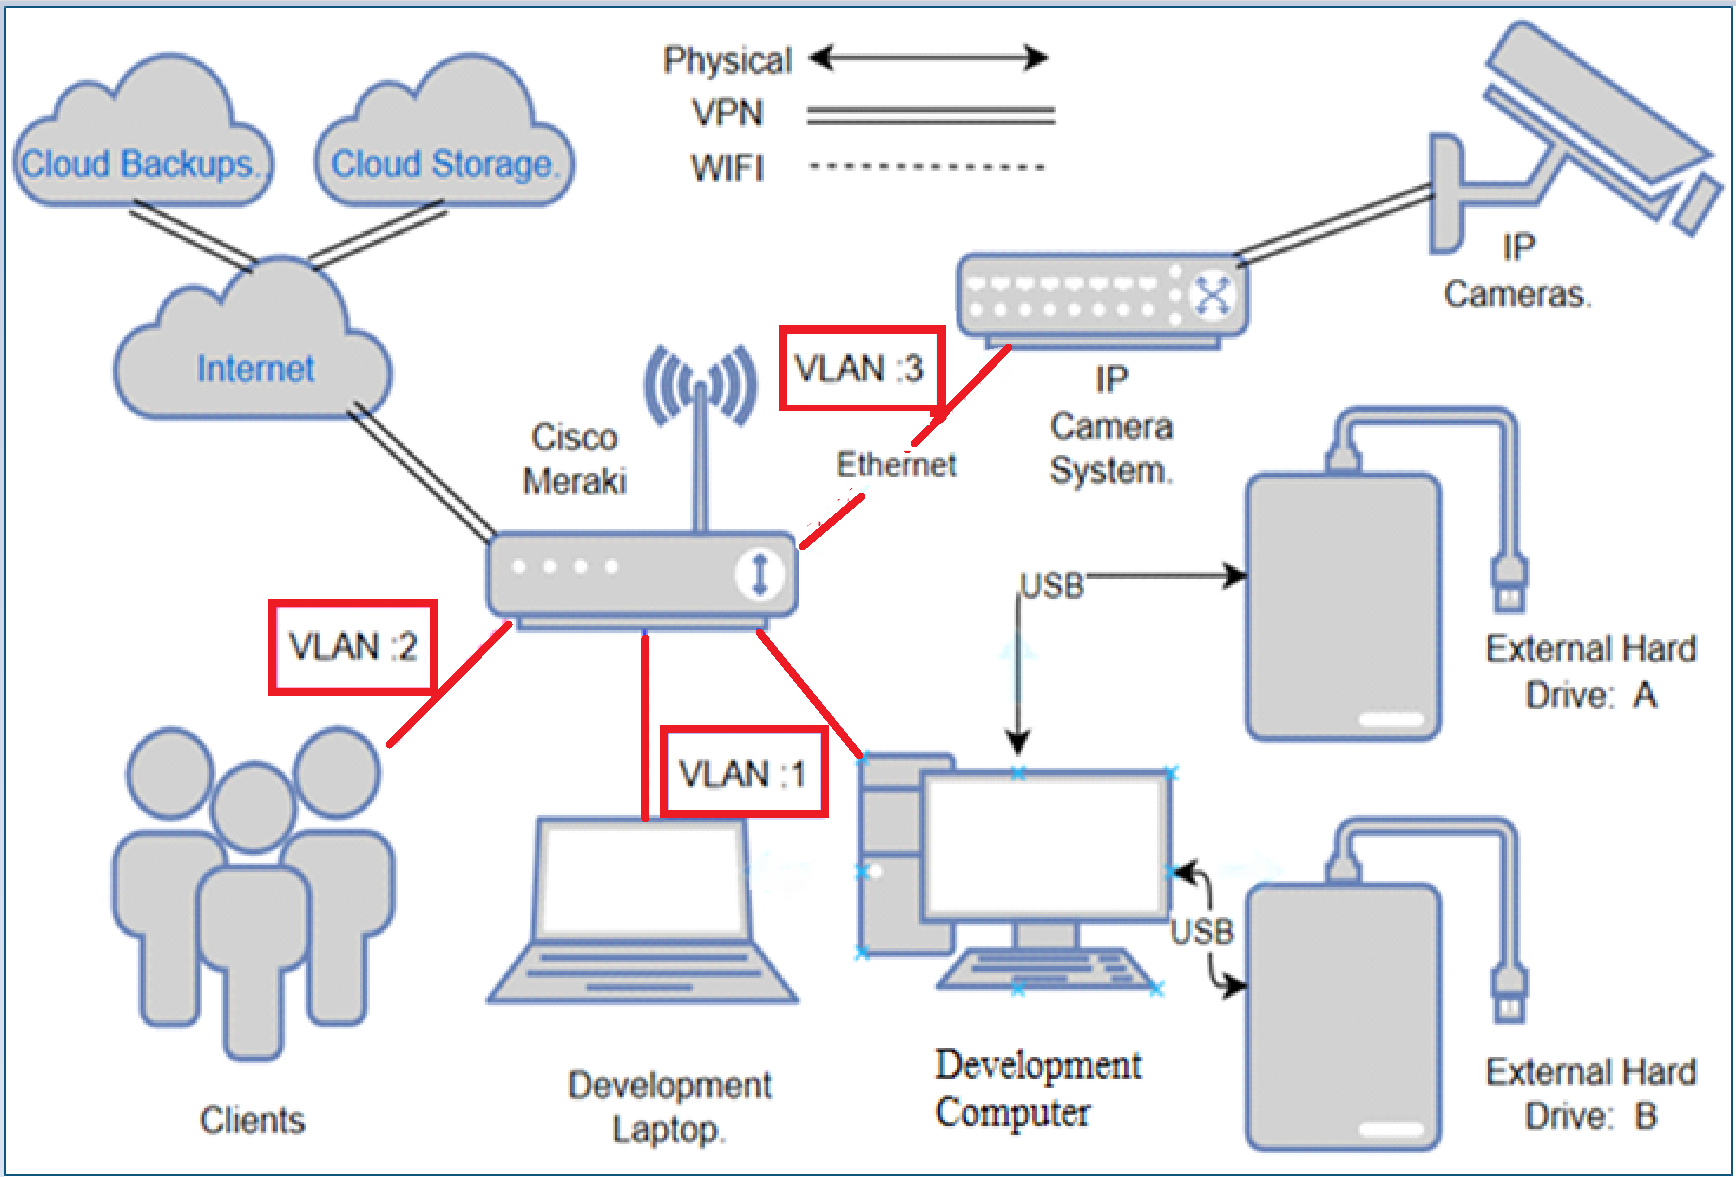 Physical
VPN
WIFI
Cloud Backups.
Cloud Storage.
Internet
IP
Cameras.
VLAN :3
IP
Camera
System.
Cisco
Meraki
Ethernet
USB
VLAN :2
External Hard
Drive: A
VLAN :1
USB
Clients
Development
Laptop.
Development
Computer
External Hard
Drive: B